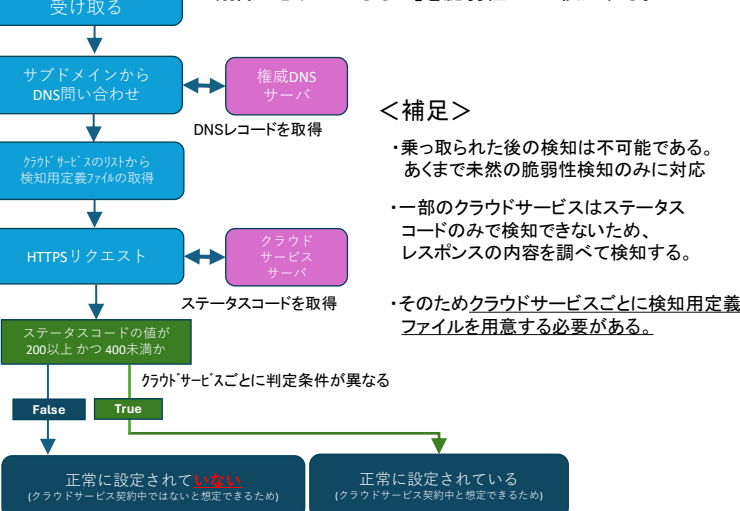 受け取る
サブドメインから
DNS問い合わせ
権威DNS
サーバ
DNSレコードを取得
<補足>
・乗っ取られた後の検知は不可能である。
あくまで未然の脆弱性検知のみに対応
クラウドサービスのリストから
検知用定義ファイルの取得
・一部のクラウドサービスはステータス
コードのみで検知できないため、
レスポンスの内容を調べて検知する。
HTTPSリクエスト
クラウド
サービス
サーバ
ステータスコードを取得
・そのためクラウドサービスごとに検知用定義
ファイルを用意する必要がある。
ステータスコードの値が
200以上 かつ 400未満か
クラウドサービスごとに判定条件が異なる
False
True
正常に設定されていない
(クラウドサービス契約中ではないと想定できるため)
正常に設定されている
(クラウドサービス契約中と想定できるため)